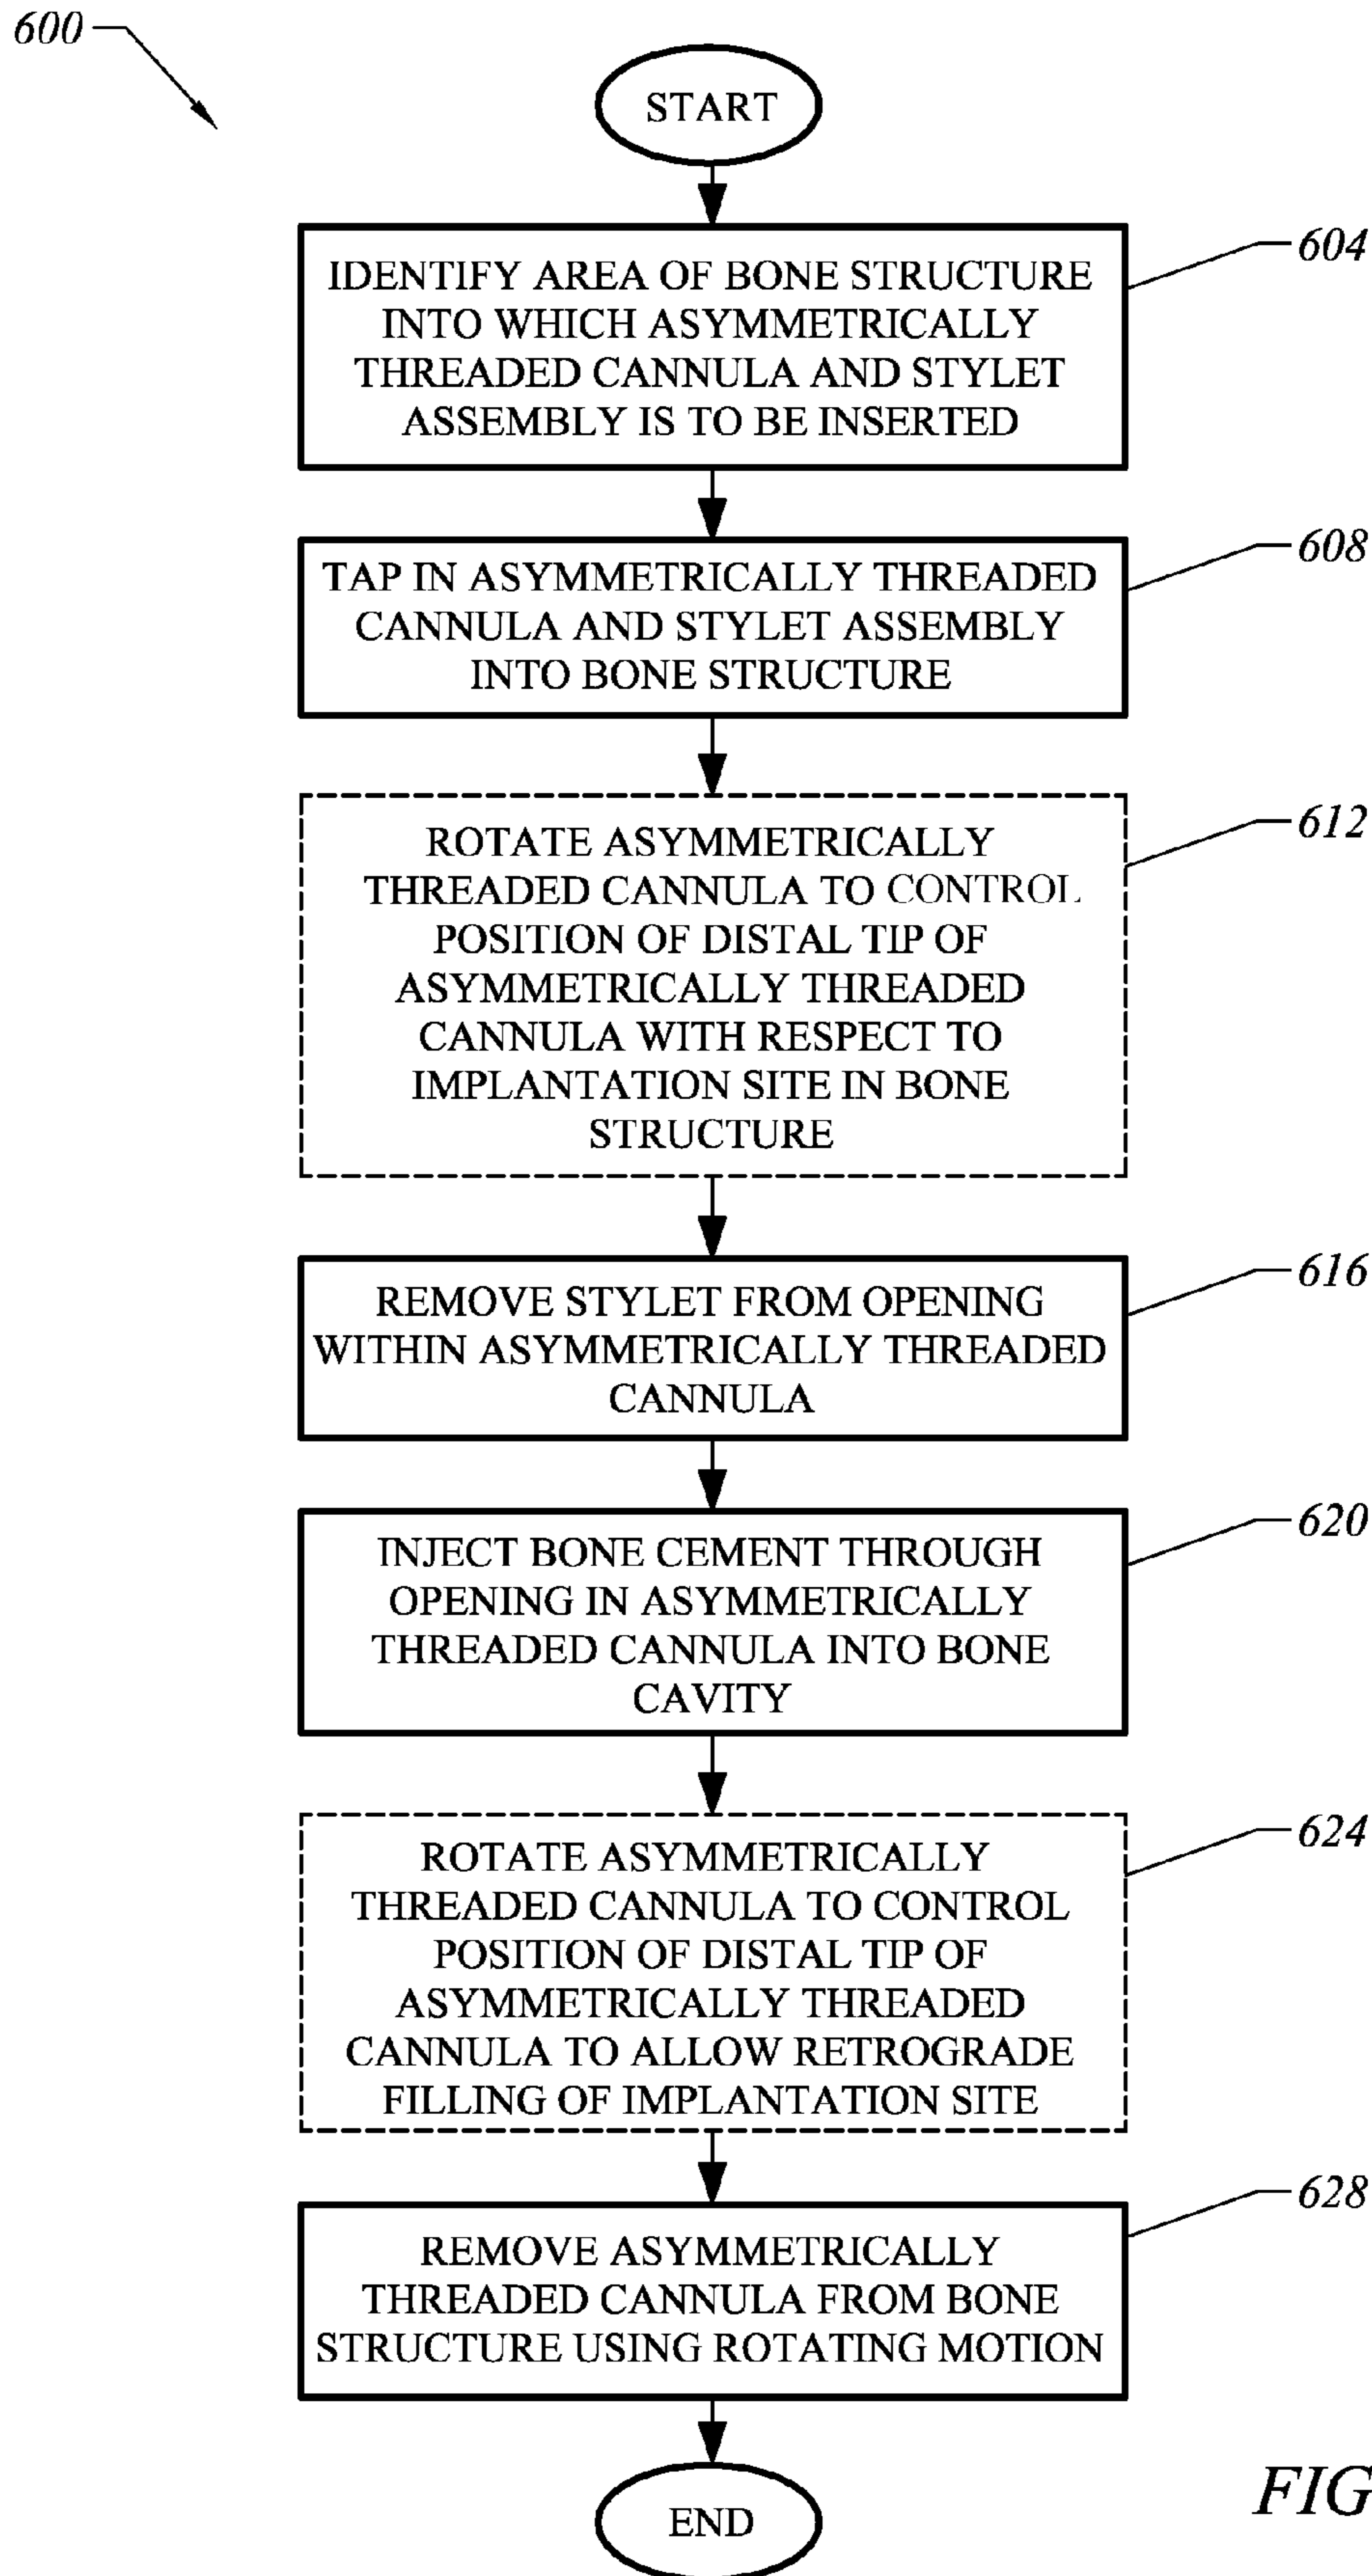 600
START
604
IDENTIFY AREA OF BONE STRUCTURE
INTO WHICH ASYMMETRICALLY
THREADED CANNULA AND STYLET
ASSEMBLY IS TO BE INSERTED
608
TAP IN ASYMMETRICALLY THREADED
CANNULA AND STYLET ASSEMBLY
INTO BONE STRUCTURE
612
ROTATE ASYMMETRICALLY
THREADED CANNULA TO CONTROL
POSITION OF DISTAL TIP OF
ASYMMETRICALLY THREADED
CANNULA WITH RESPECT TO
IMPLANTATION SITE IN BONE
STRUCTURE
616
REMOVE STYLET FROM OPENING
WITHIN ASYMMETRICALLY THREADED
CANNULA
620
INJECT BONE CEMENT THROUGH
OPENING IN ASYMMETRICALLY
THREADED CANNULA INTO BONE
CAVITY
624
ROTATE ASYMMETRICALLY
THREADED CANNULA TO CONTROL
POSITION OF DISTAL TIP OF
ASYMMETRICALLY THREADED
CANNULA TO ALLOW RETROGRADE
FILLING OF IMPLANTATION SITE
628
REMOVE ASYMMETRICALLY
THREADED CANNULA FROM BONE
STRUCTURE USING ROTATING MOTION
END
FIG